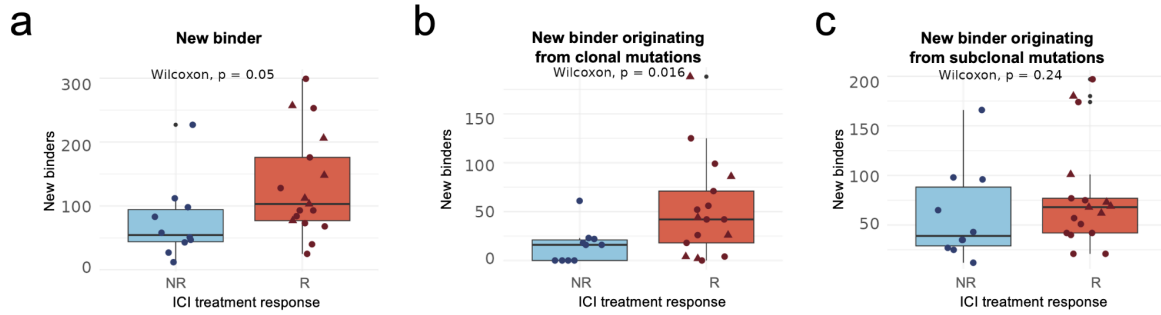 a
New binder
Wilcoxon, p = 0.05
300
200
100
0
New binders
NR
R
ICI treatment response
b
New binder originating
from clonal mutations
Wilcoxon, p = 0.016
150
100
50
0
New binders
NR
R
ICI treatment response
c
New binder originating
from subclonal mutations
Wilcoxon, p = 0.24
200
150
100
50
New binders
NR
R
ICI treatment response